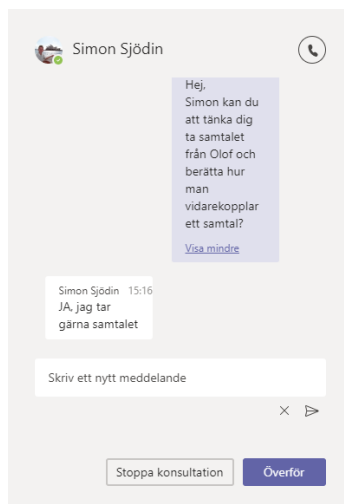 Simon Sjödin
Hej,
Simon kan du
att tänka dig
ta samtalet
från Olof och
berätta hur
man
vidarekopplar
ett samtal?
Visa mindre
Simon Sjödin 15:16
JA, jag tar
gärna samtalet
Skriv ett nytt meddelande
Stoppa konsultation
Överför